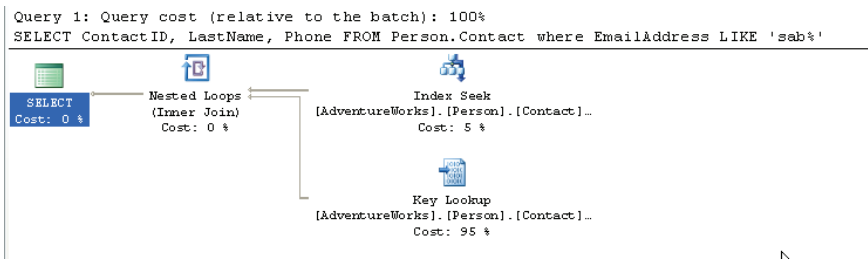 Query 1: Query cost (relative to the batch): 100%
SELECT ContactID, LastName, Phone FROM Person.Contact where EmailAddress LIKE 'sab%'
SELECT
Cost: 0 %
Nested Loops
(Inner Join)
Cost: 0 %
Index Seek
[AdventureWorks].[Person].[Contact]…
Cost: 5 %
Key Lookup
[AdventureWorks].[Person].[Contact]…
Cost: 95 %